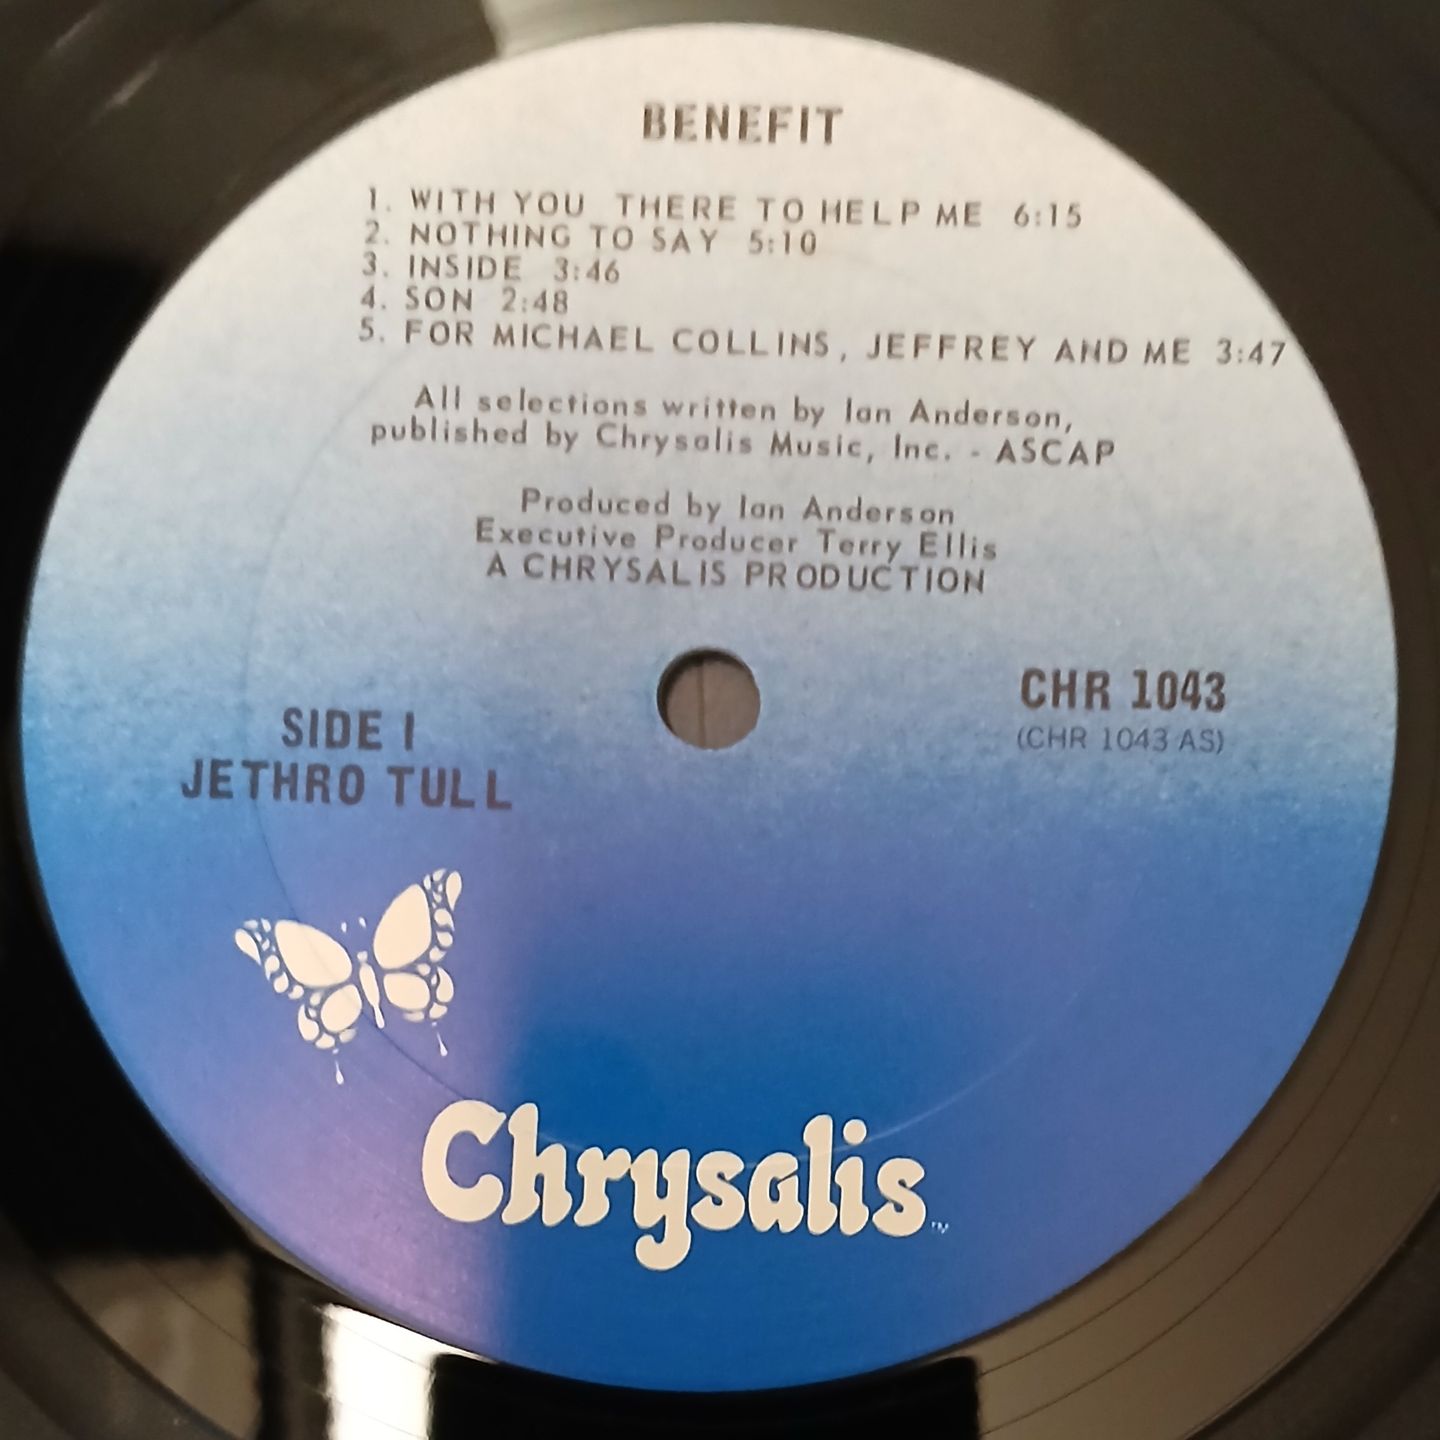 BENEFIT
1. WITH YOU THERE TO HELP ME 6:15
2. NOTHING TO SAY 5:10
3. INSIDE 3:46
4. SON 2:48
5. FOR MICHAEL COLLINS, JEFFREY AND ME 3:47
All selections written by Ian Anderson,
published by Chrysalis Music, Inc. - ASCAP
Produced by Ian Anderson
Executive Producer Terry Ellis
A CHRYSALIS PRODUCTION
SIDE 1
JETHRO TULL
CHR 1043
(CHR 1043 AS)
Chrysalis™